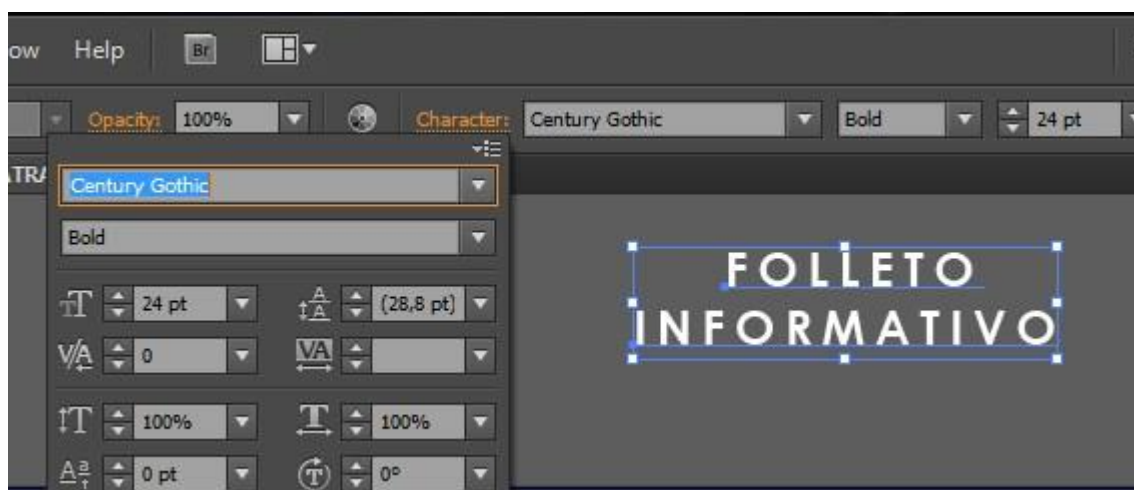 ow Help Br
Opacity: 100% Character: Century Gothic Bold 24 pt
TRA
Century Gothic
Bold
24 pt (28,8 pt)
0
100% 100%
0 pt 0°
FOLLETO
INFORMATIVO